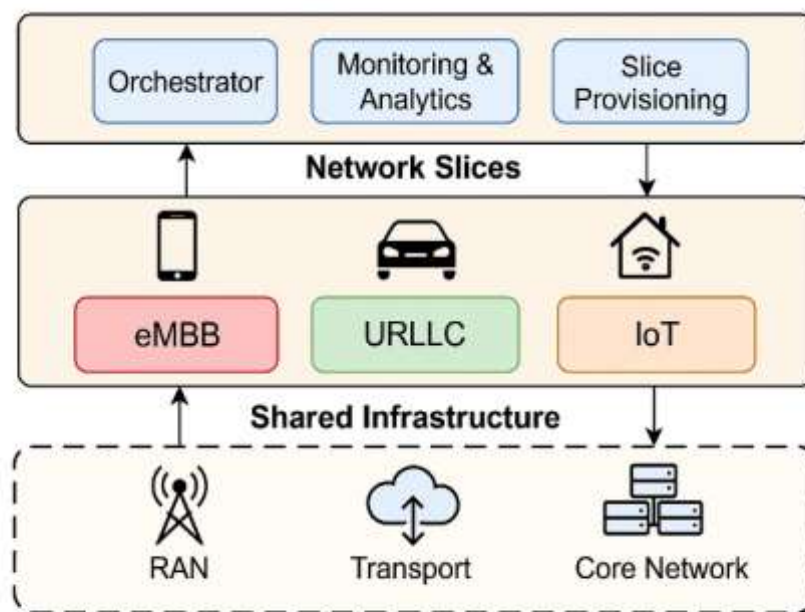 Orchestrator
Monitoring &
Analytics
Slice
Provisioning
Network Slices
eMBB
URLLC
IoT
Shared Infrastructure
RAN
Transport
Core Network